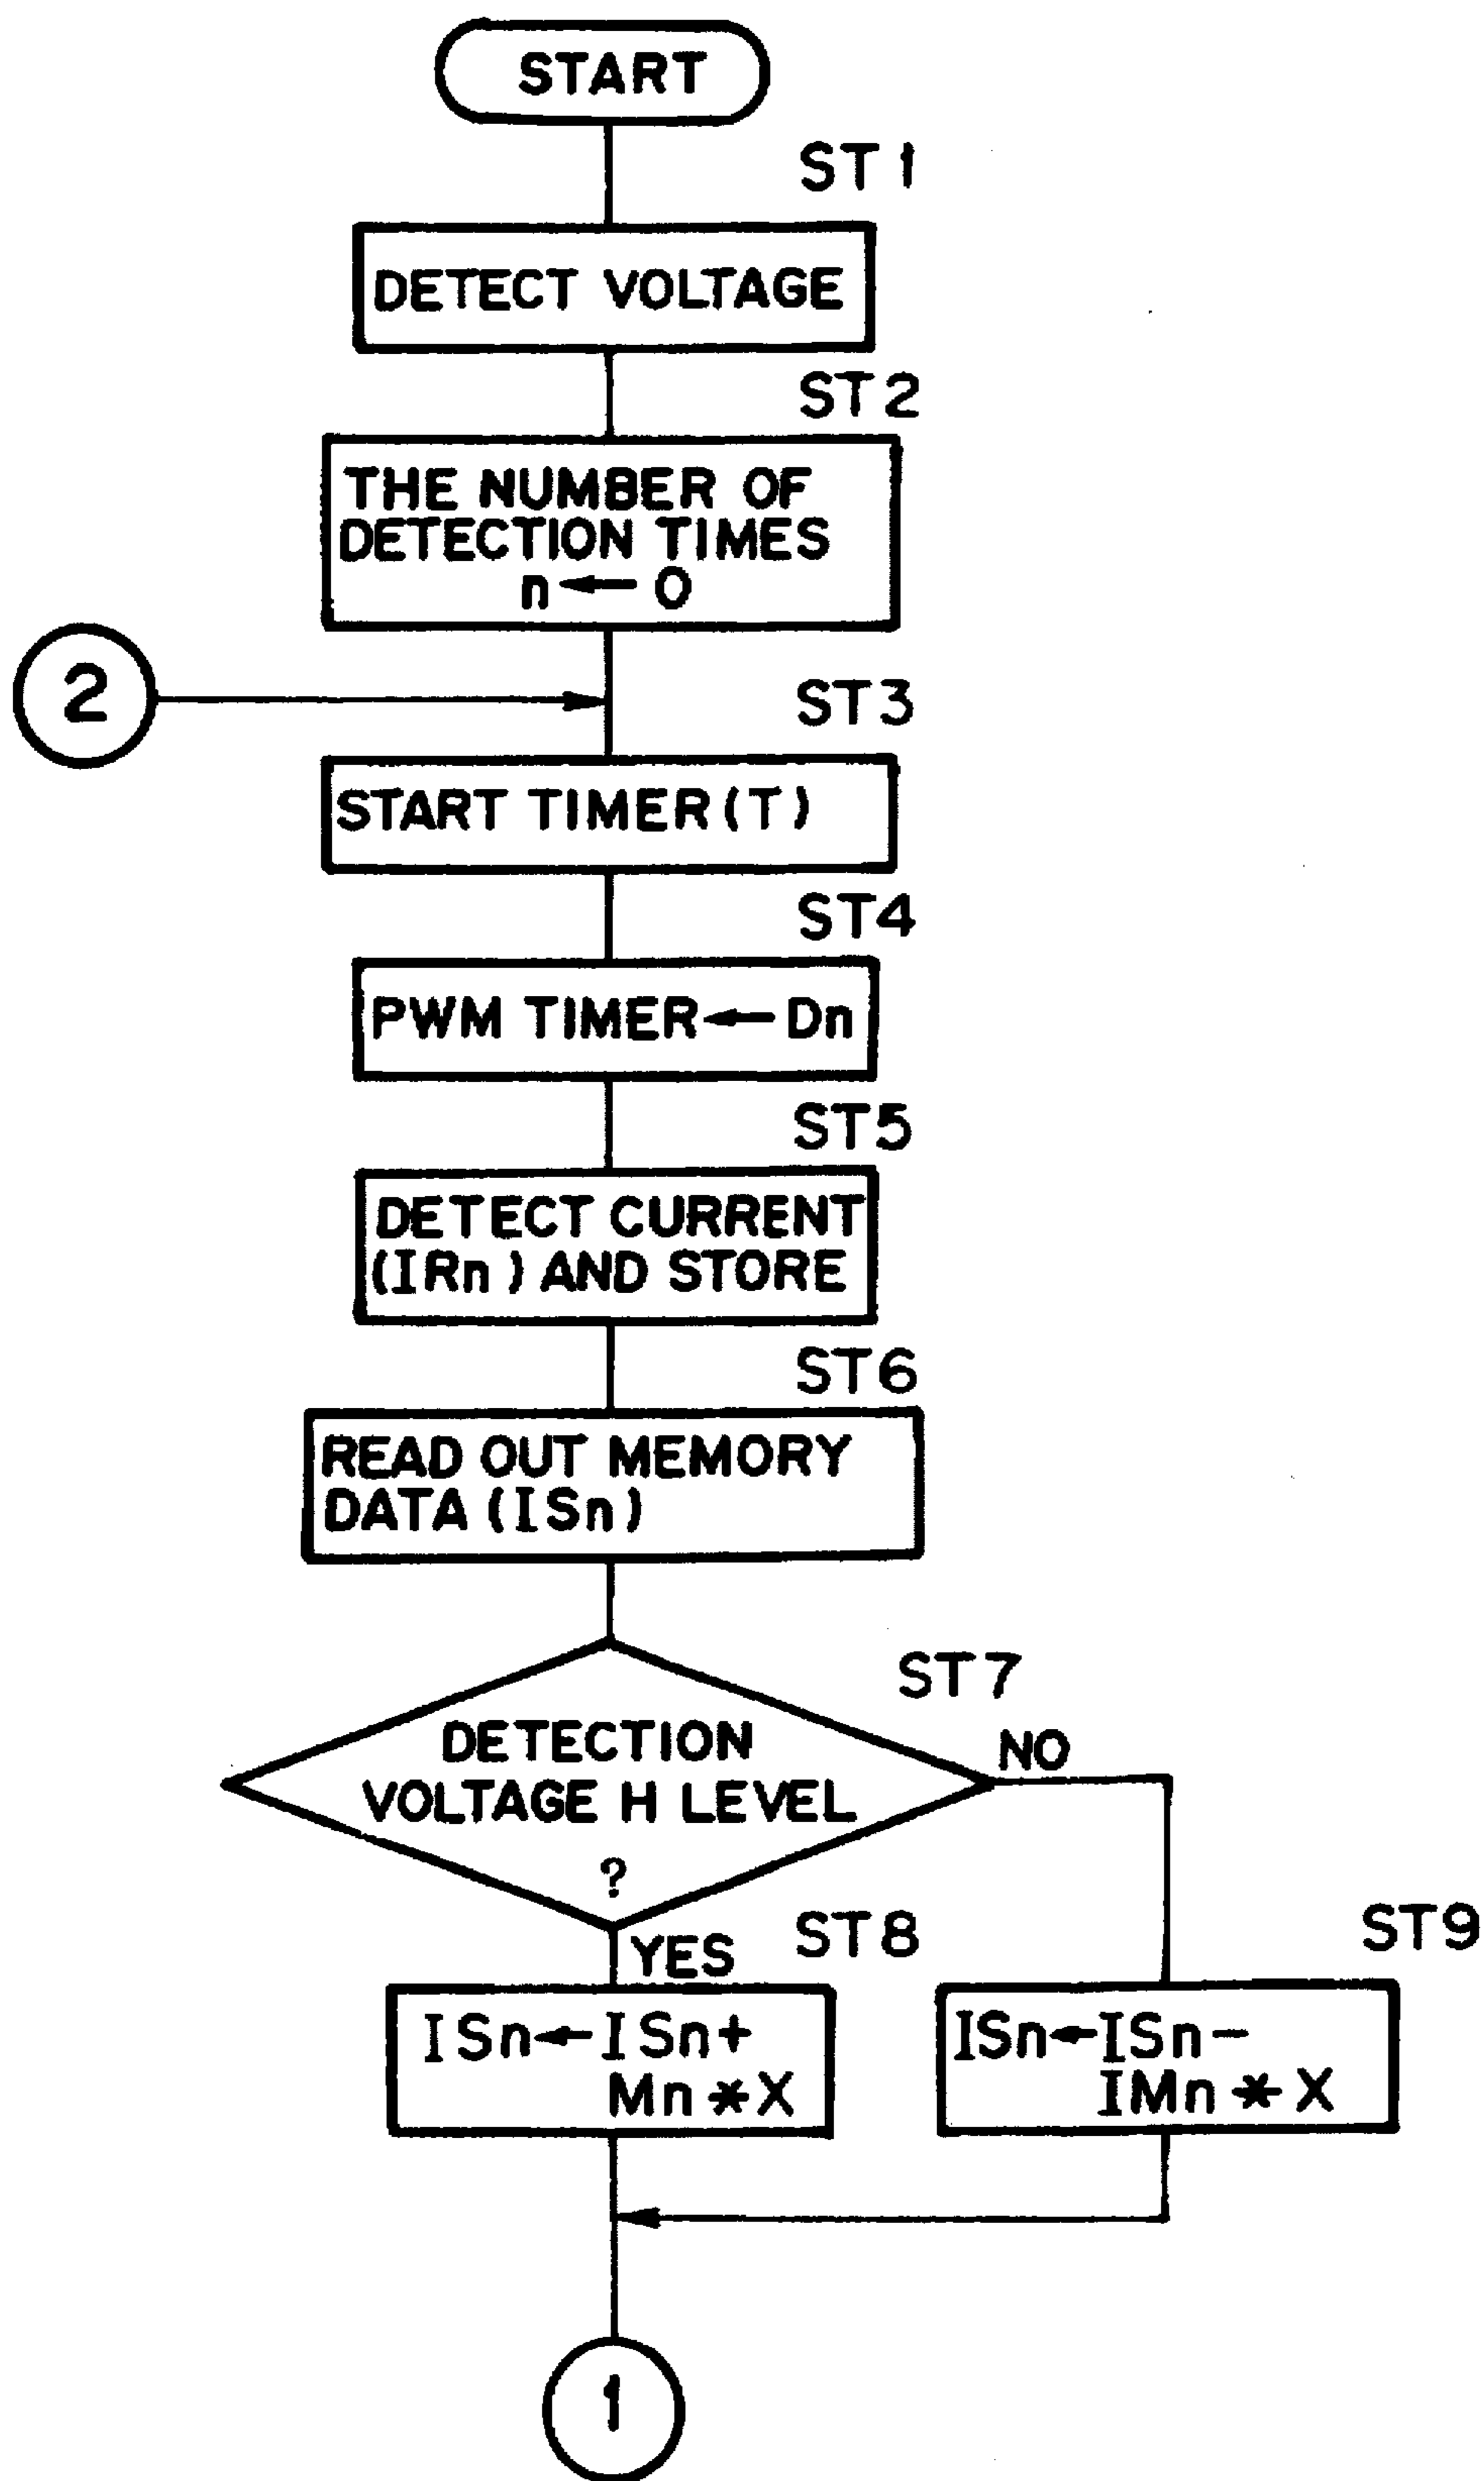 START
ST1
DETECT VOLTAGE
ST2
THE NUMBER OF
DETECTION TIMES
n ← 0
2
ST3
START TIMER (T)
ST4
PWM TIMER ← Dn
ST5
DETECT CURRENT
(IRn) AND STORE
ST6
READ OUT MEMORY
DATA (ISn)
ST7
DETECTION
VOLTAGE H LEVEL
?
NO
YES
ST8
ISn ← ISn +
Mn * X
ST9
ISn ← ISn −
IMn * X
1